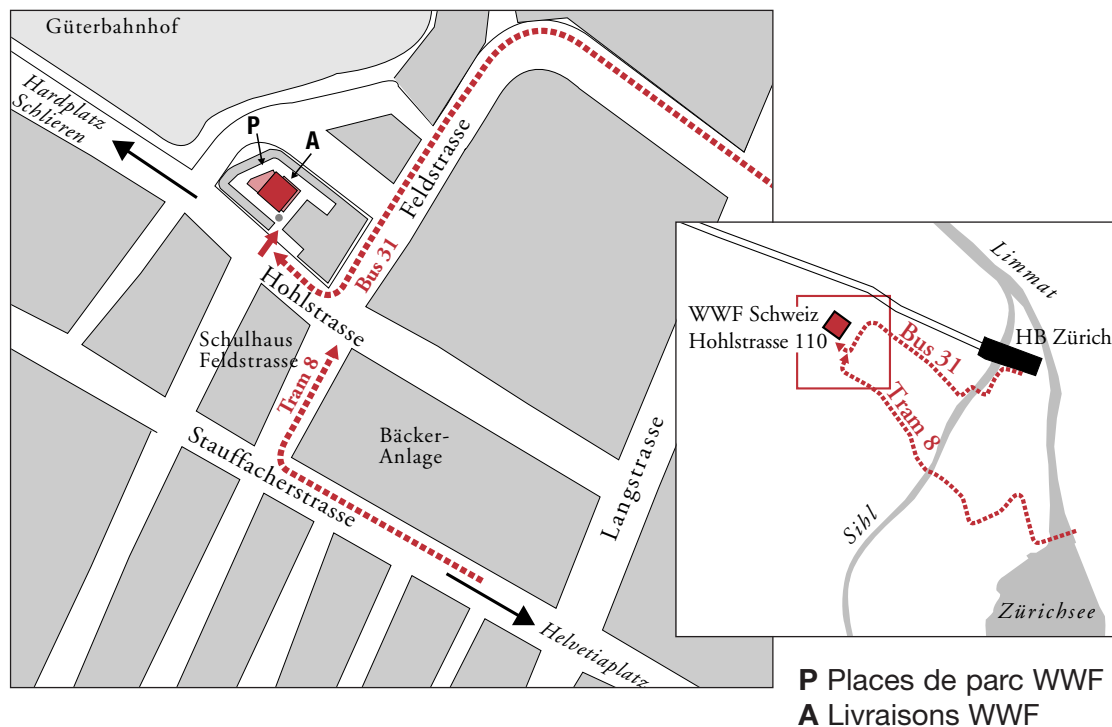 Güterbahnhof
Hardplatz
Schlieren
P
A
Feldstrasse
Bus 31
Hohlstrasse
Schulhaus
Feldstrasse
Tram 8
Bäcker-
Anlage
Stauffacherstrasse
Langstrasse
Helvetiaplatz
Limmat
WWF Schweiz
Hohlstrasse 110
HB Zürich
Bus 31
Tram 8
Sihl
Zürichsee
P Places de parc WWF
A Livraisons WWF